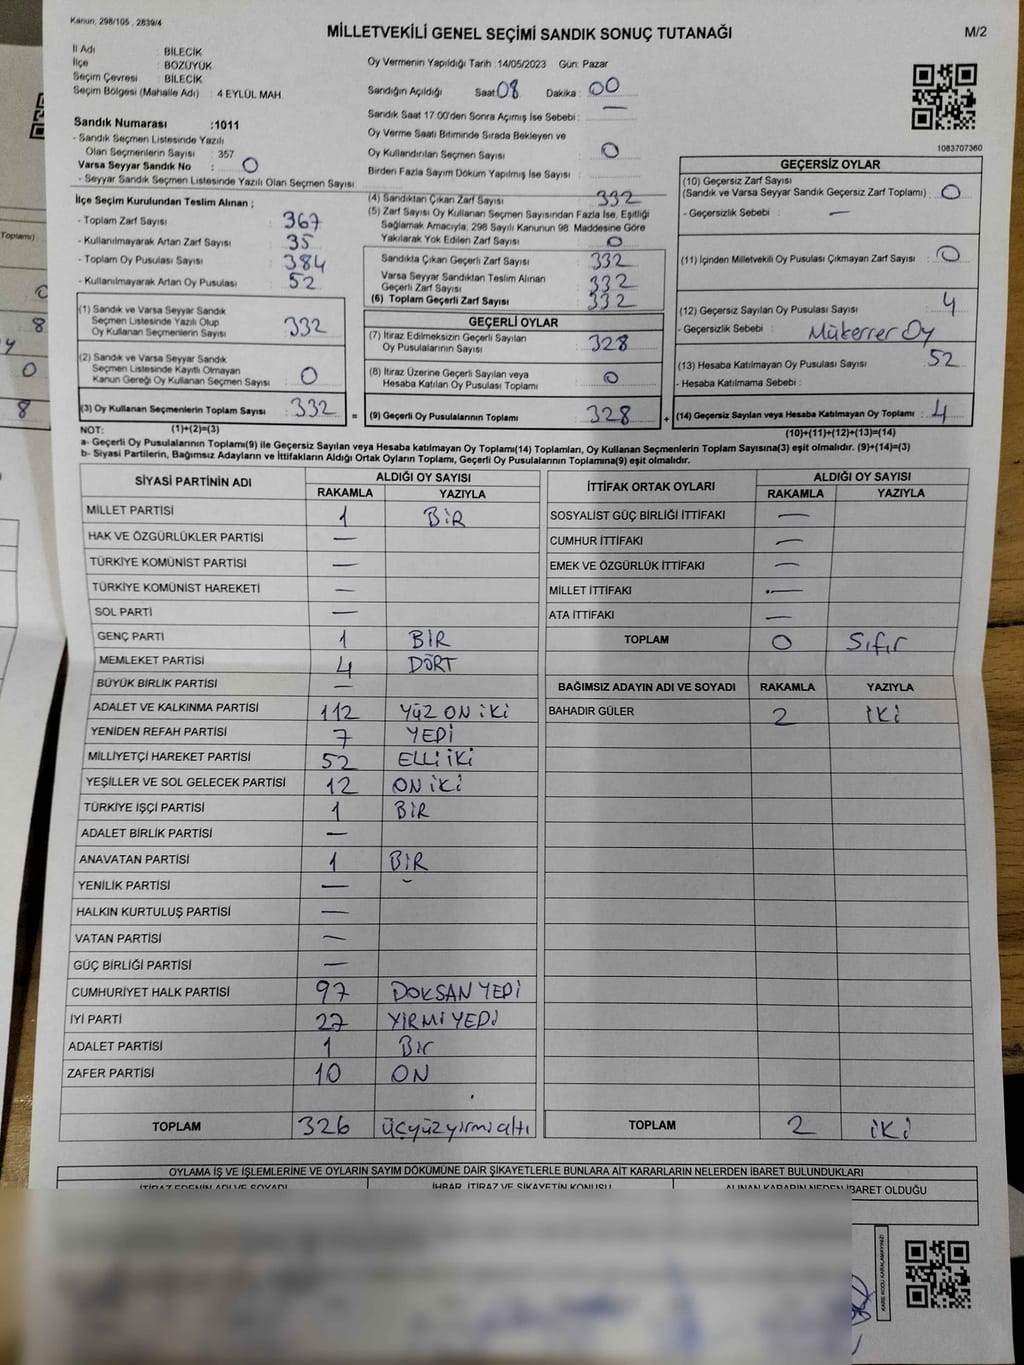 Kanun; 298/105 , 2839/4
MİLLETVEKİLİ GENEL SEÇİMİ SANDIK SONUÇ TUTANAĞI
M/2
İl Adı : BİLECİK
İlçe : BOZÜYÜK
Seçim Çevresi : BİLECİK
Seçim Bölgesi (Mahalle Adı) : 4 EYLÜL MAH.
Sandık Numarası :1011
- Sandık Seçmen Listesinde Yazılı
Olan Seçmenlerin Sayısı : 357
Varsa Seyyar Sandık No : 0
- Seyyar Sandık Seçmen Listesinde Yazılı Olan Seçmen Sayısı:
Oy Vermenin Yapıldığı Tarih :14/05/2023 Gün: Pazar
Sandığın Açıldığı Saat 08 Dakika : 00
Sandık Saat 17.00'den Sonra Açımış İse Sebebi : —
Oy Verme Saati Bitiminde Sırada Bekleyen ve
Oy Kullandırılan Seçmen Sayısı : 0
Birden Fazla Sayım Döküm Yapılmış İse Sayısı :
1083707360
İlçe Seçim Kurulundan Teslim Alınan ;
- Toplam Zarf Sayısı : 367
- Kullanılmayarak Artan Zarf Sayısı : 35
- Toplam Oy Pusulası Sayısı : 384
- Kullanılmayarak Artan Oy Pusulası : 52
(1) Sandık ve Varsa Seyyar Sandık
Seçmen Listesinde Yazılı Olup
Oy Kullanan Seçmenlerin Sayısı : 332
(2) Sandık ve Varsa Seyyar Sandık
Seçmen Listesinde Kayıtlı Olmayan
Kanun Gereği Oy Kullanan Seçmen Sayısı : 0
(3) Oy Kullanan Seçmenlerin Toplam Sayısı : 332 =
(4) Sandıktan Çıkan Zarf Sayısı : 332
(5) Zarf Sayısı Oy Kullanan Seçmen Sayısından Fazla İse, Eşitliği
Sağlamak Amacıyla, 298 Sayılı Kanunun 98. Maddesine Göre
Yakılarak Yok Edilen Zarf Sayısı : 0
Sandıkta Çıkan Geçerli Zarf Sayısı : 332
Varsa Seyyar Sandıktan Teslim Alınan
Geçerli Zarf Sayısı : 332
(6) Toplam Geçerli Zarf Sayısı : 332
GEÇERLİ OYLAR
(7) İtiraz Edilmeksizin Geçerli Sayılan
Oy Pusulalarının Sayısı : 328
(8) İtiraz Üzerine Geçerli Sayılan veya
Hesaba Katılan Oy Pusulası Toplamı : 0
(9) Geçerli Oy Pusulalarının Toplamı : 328 +
GEÇERSİZ OYLAR
(10) Geçersiz Zarf Sayısı
(Sandık ve Varsa Seyyar Sandık Geçersiz Zarf Toplamı) : 0
- Geçersizlik Sebebi : —
(11) İçinden Milletvekili Oy Pusulası Çıkmayan Zarf Sayısı : 0
(12) Geçersiz Sayılan Oy Pusulası Sayısı : 4
- Geçersizlik Sebebi : Mükerrer Oy
(13) Hesaba Katılmayan Oy Pusulası Sayısı : 52
- Hesaba Katılmama Sebebi :
(14) Geçersiz Sayılan veya Hesaba Katılmayan Oy Toplamı : 4
NOT: (1)+(2)=(3)
(10)+(11)+(12)+(13)=(14)
a- Geçerli Oy Pusulalarının Toplamı(9) ile Geçersiz Sayılan veya Hesaba katılmayan Oy Toplamı(14) Toplamları, Oy Kullanan Seçmenlerin Toplam Sayısına(3) eşit olmalıdır. (9)+(14)=(3)
b- Siyasi Partilerin, Bağımsız Adayların ve İttifakların Aldığı Ortak Oyların Toplamı, Geçerli Oy Pusulalarının Toplamına(9) eşit olmalıdır.
SİYASİ PARTİNİN ADI ALDIĞI OY SAYISI
RAKAMLA YAZIYLA
MİLLET PARTİSİ 1 BİR
HAK VE ÖZGÜRLÜKLER PARTİSİ —
TÜRKİYE KOMÜNİST PARTİSİ —
TÜRKİYE KOMÜNİST HAREKETİ —
SOL PARTİ —
GENÇ PARTİ 1 BİR
MEMLEKET PARTİSİ 4 DÖRT
BÜYÜK BİRLİK PARTİSİ —
ADALET VE KALKINMA PARTİSİ 112 YÜZ ON İKİ
YENİDEN REFAH PARTİSİ 7 YEDİ
MİLLİYETÇİ HAREKET PARTİSİ 52 ELLİ İKİ
YEŞİLLER VE SOL GELECEK PARTİSİ 12 ON İKİ
TÜRKİYE İŞÇİ PARTİSİ 1 BİR
ADALET BİRLİK PARTİSİ —
ANAVATAN PARTİSİ 1 BİR
YENİLİK PARTİSİ —
HALKIN KURTULUŞ PARTİSİ —
VATAN PARTİSİ —
GÜÇ BİRLİĞİ PARTİSİ —
CUMHURİYET HALK PARTİSİ 97 DOKSAN YEDİ
İYİ PARTİ 27 YİRMİ YEDİ
ADALET PARTİSİ 1 Bir
ZAFER PARTİSİ 10 ON
TOPLAM 326 üçyüzyirmialtı
İTTİFAK ORTAK OYLARI ALDIĞI OY SAYISI
RAKAMLA YAZIYLA
SOSYALİST GÜÇ BİRLİĞİ İTTİFAKI —
CUMHUR İTTİFAKI —
EMEK VE ÖZGÜRLÜK İTTİFAKI —
MİLLET İTTİFAKI —
ATA İTTİFAKI —
TOPLAM 0 Sıfır
BAĞIMSIZ ADAYIN ADI VE SOYADI RAKAMLA YAZIYLA
BAHADIR GÜLER 2 İKİ
TOPLAM 2 İKİ
OYLAMA İŞ VE İŞLEMLERİNE VE OYLARIN SAYIM DÖKÜMÜNE DAİR ŞİKAYETLERLE BUNLARA AİT KARARLARIN NELERDEN İBARET BULUNDUKLARI
İTİRAZ EDENİN ADI VE SOYADI İHBAR, İTİRAZ VE ŞİKAYETİN KONUSU ALINAN KARARIN NEDEN İBARET OLDUĞU